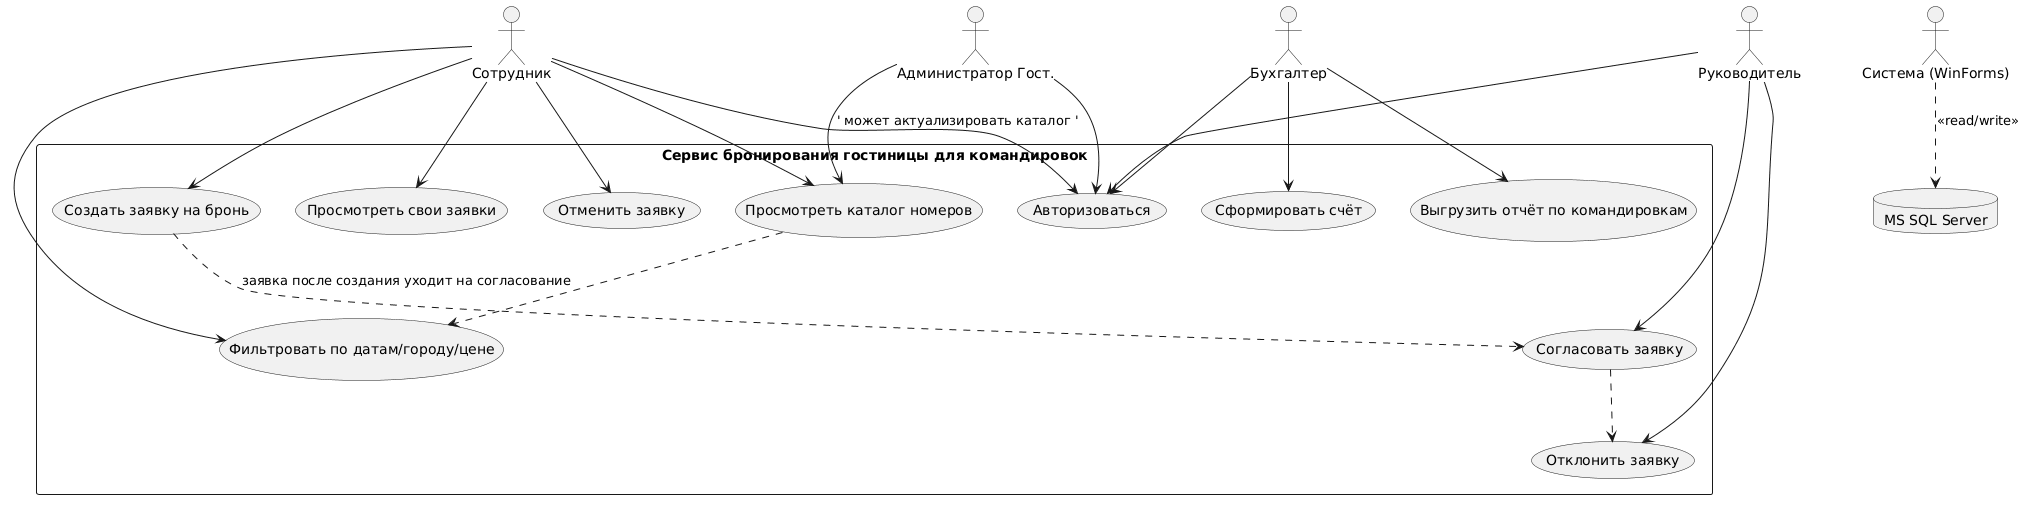 Сотрудник
Администратор Гост.
Бухгалтер
Руководитель
Система (WinForms)
' может актуализировать каталог '
«read/write»
Сервис бронирования гостиницы для командировок
Создать заявку на бронь
Просмотреть свои заявки
Отменить заявку
Просмотреть каталог номеров
Авторизоваться
Сформировать счёт
Выгрузить отчёт по командировкам
MS SQL Server
заявка после создания уходит на согласование
Фильтровать по датам/городу/цене
Согласовать заявку
Отклонить заявку